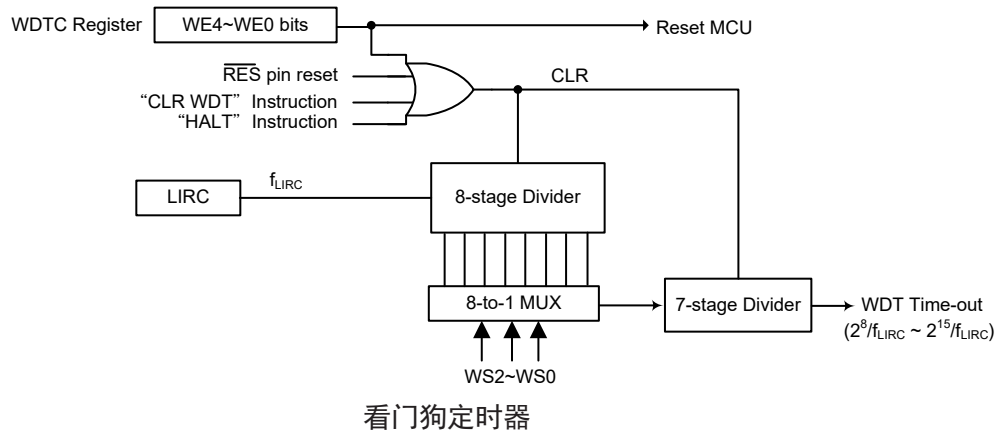 WDTC Register WE4~WE0 bits Reset MCU
RES pin reset
CLR
“CLR WDT” Instruction
“HALT” Instruction
LIRC
fLIRC
8-stage Divider
8-to-1 MUX
7-stage Divider
WDT Time-out
(2⁸/fLIRC ~ 2¹⁵/fLIRC)
WS2~WS0
看门狗定时器